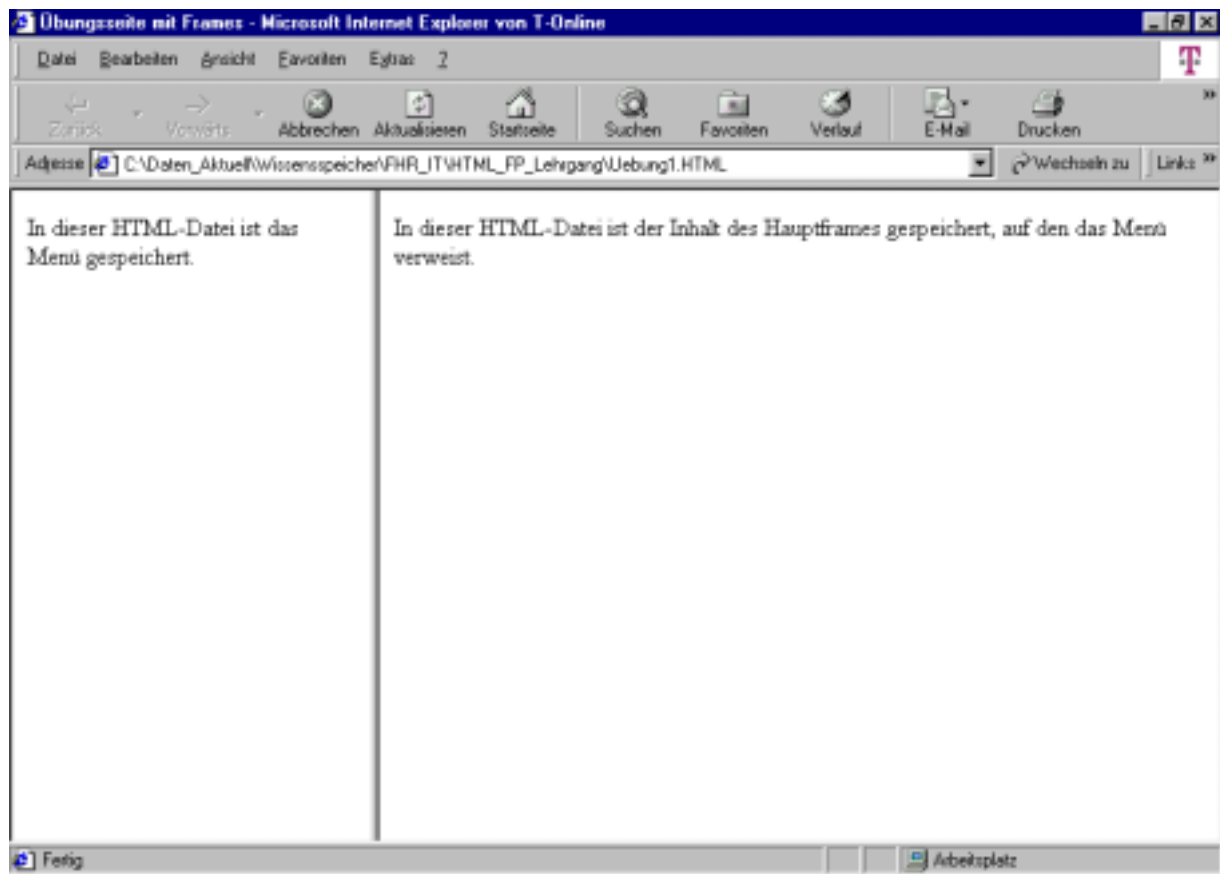 Übungsseite mit Frames - Microsoft Internet Explorer von T-Online
Datei Bearbeiten Ansicht Favoriten Extras ?
T
Zurück Vorwärts Abbrechen Aktualisieren Startseite Suchen Favoriten Verlauf E-Mail Drucken
Adresse C:\Daten_Aktuell\Wissensspeicher\FHR_IT\HTML_FP_Lehrgang\Uebung1.HTML Wechseln zu Links
In dieser HTML-Datei ist das
Menü gespeichert.
In dieser HTML-Datei ist der Inhalt des Hauptframes gespeichert, auf den das Menü
verweist.
Fertig Arbeitsplatz